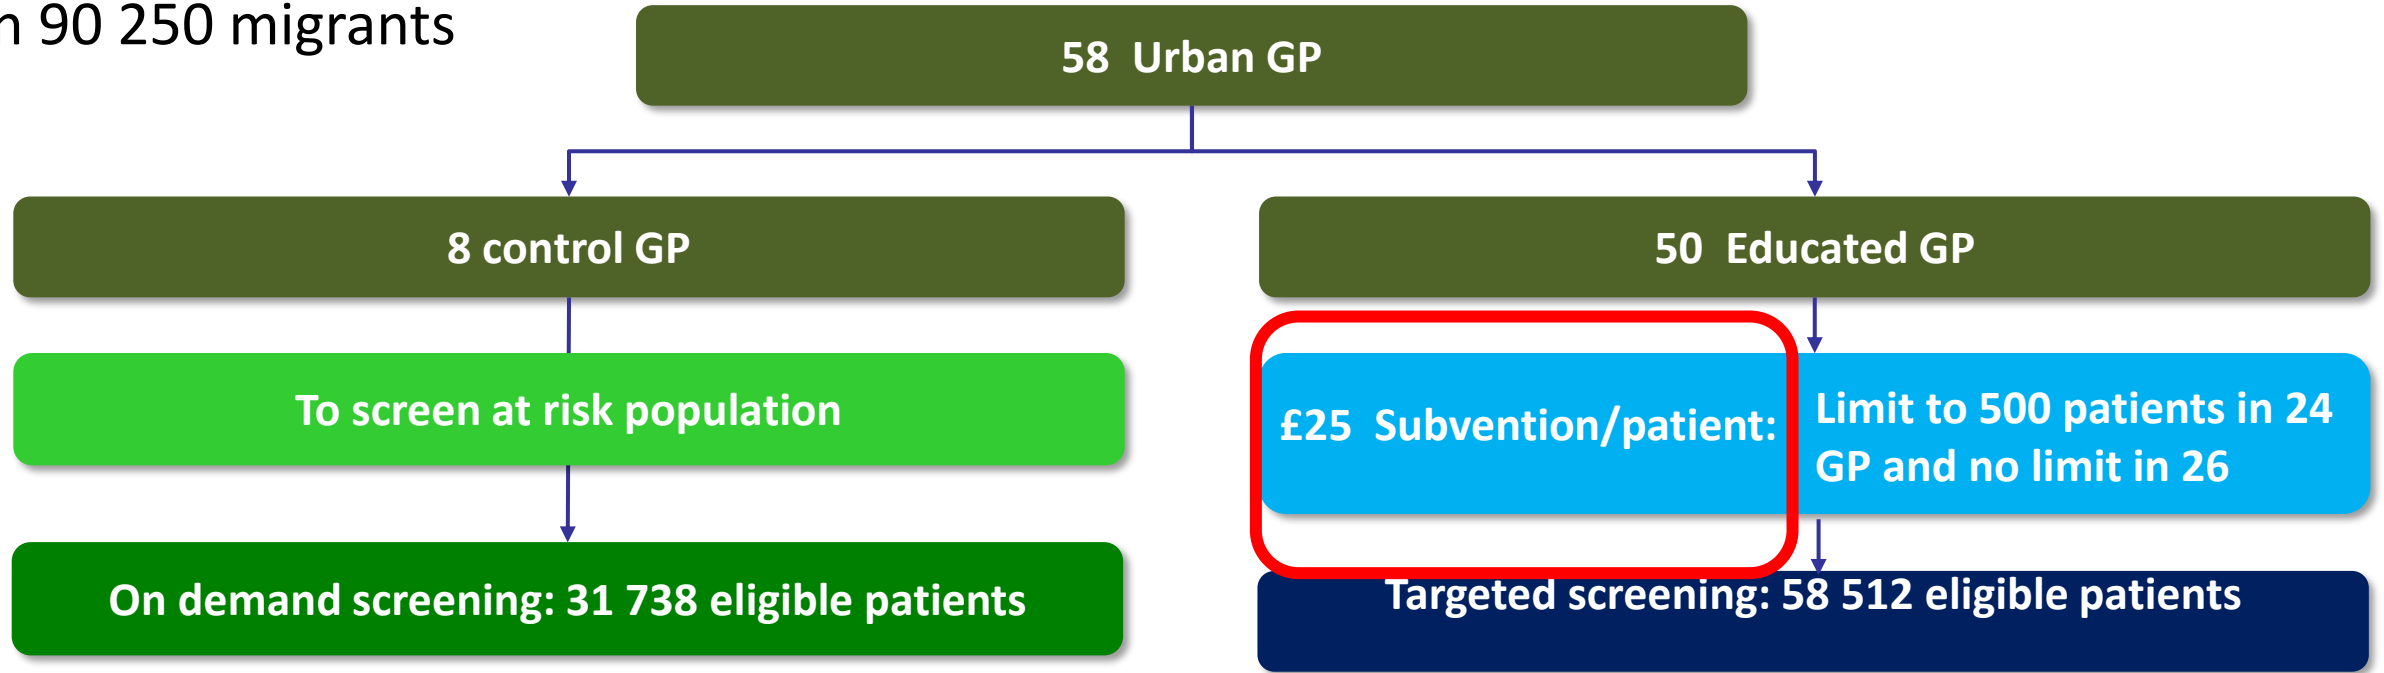 n 90 250 migrants
58 Urban GP
8 control GP
50 Educated GP
To screen at risk population
£25 Subvention/patient:
Limit to 500 patients in 24
GP and no limit in 26
On demand screening: 31 738 eligible patients
Targeted screening: 58 512 eligible patients